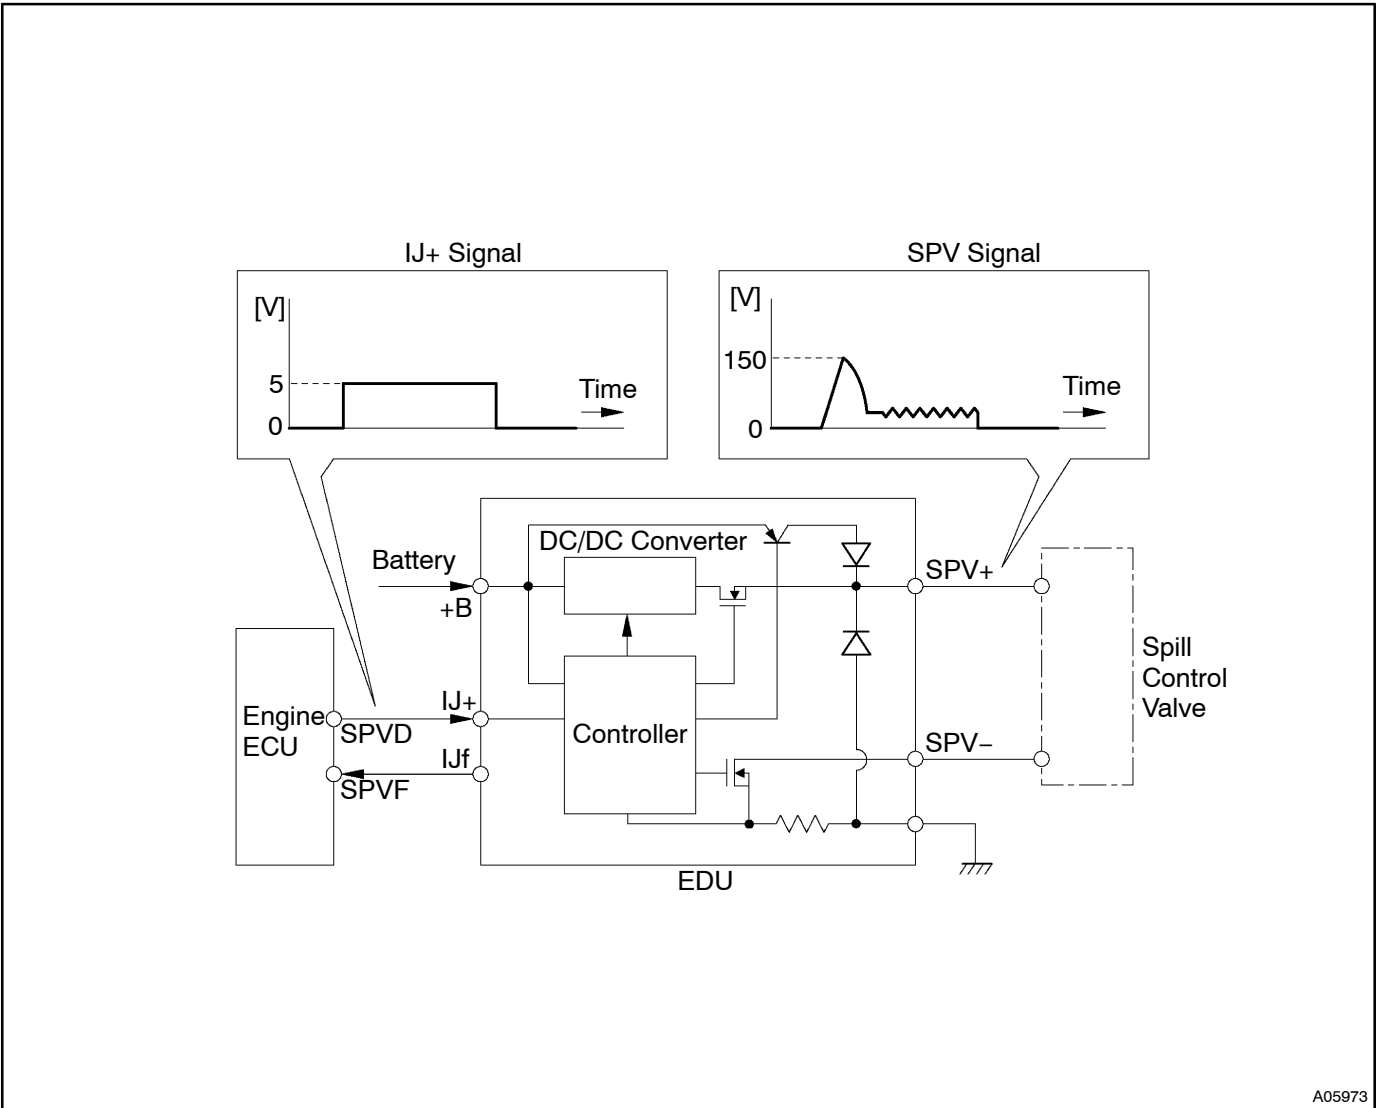 IJ+ Signal
SPV Signal
[V]
5
0
Time
[V]
150
0
Time
DC/DC Converter
Battery
+B
SPV+
Engine
ECU
SPVD
IJ+
IJf
SPVF
Controller
SPV−
Spill
Control
Valve
EDU
A05973